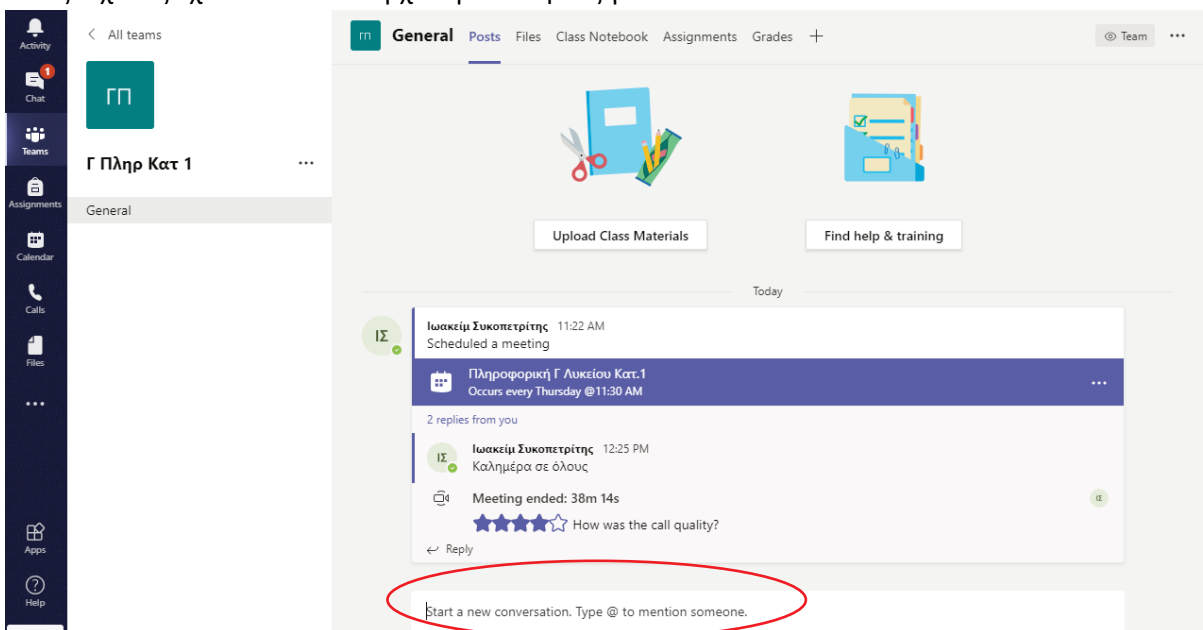 Activity
Chat
1
Teams
Assignments
Calendar
Calls
Files
Apps
Help
All teams
ΓΠ
Γ Πληρ Κατ 1
General
ΓΠ General Posts Files Class Notebook Assignments Grades Team
Upload Class Materials Find help & training
Today
ΙΣ
Ιωακείμ Συκοπετρίτης 11:22 AM
Scheduled a meeting
Πληροφορική Γ Λυκείου Κατ.1
Occurs every Thursday @11:30 AM
2 replies from you
ΙΣ
Ιωακείμ Συκοπετρίτης 12:25 PM
Καλημέρα σε όλους
Meeting ended: 38m 14s ΙΣ
How was the call quality?
Reply
Start a new conversation. Type @ to mention someone.